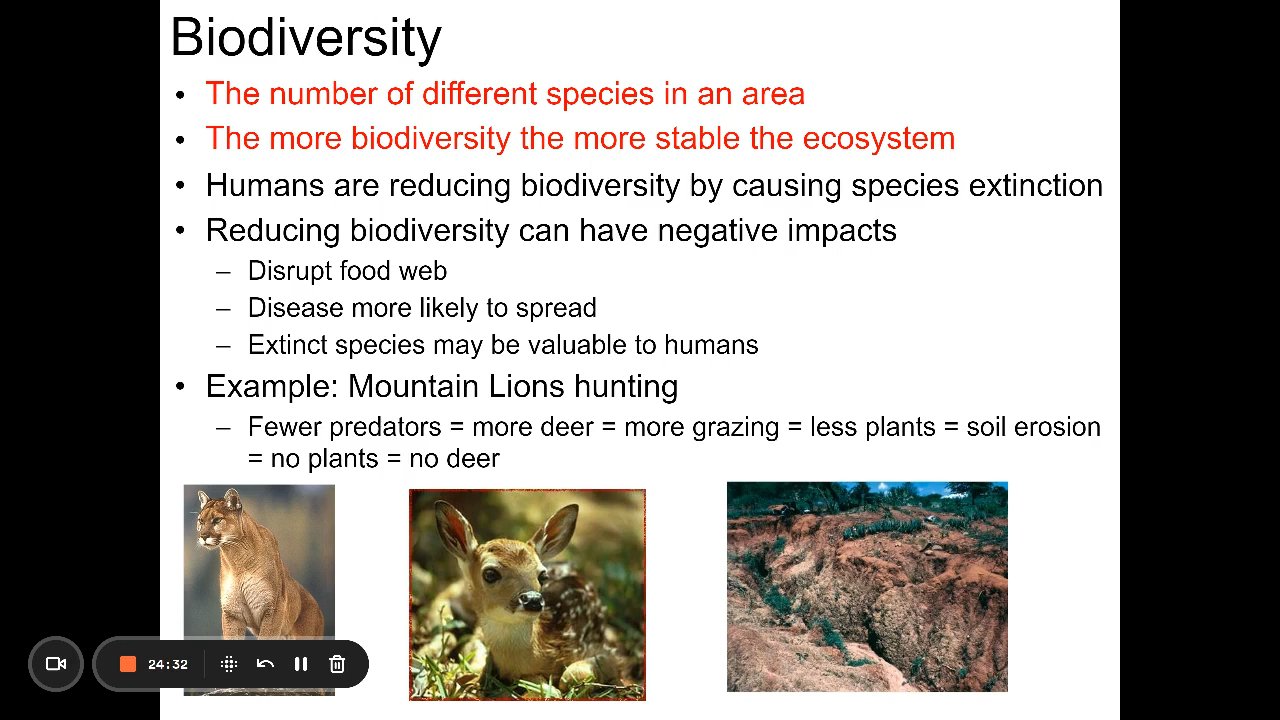 Biodiversity
• The number of different species in an area
• The more biodiversity the more stable the ecosystem
• Humans are reducing biodiversity by causing species extinction
• Reducing biodiversity can have negative impacts
– Disrupt food web
– Disease more likely to spread
– Extinct species may be valuable to humans
• Example: Mountain Lions hunting
– Fewer predators = more deer = more grazing = less plants = soil erosion
= no plants = no deer
24:32